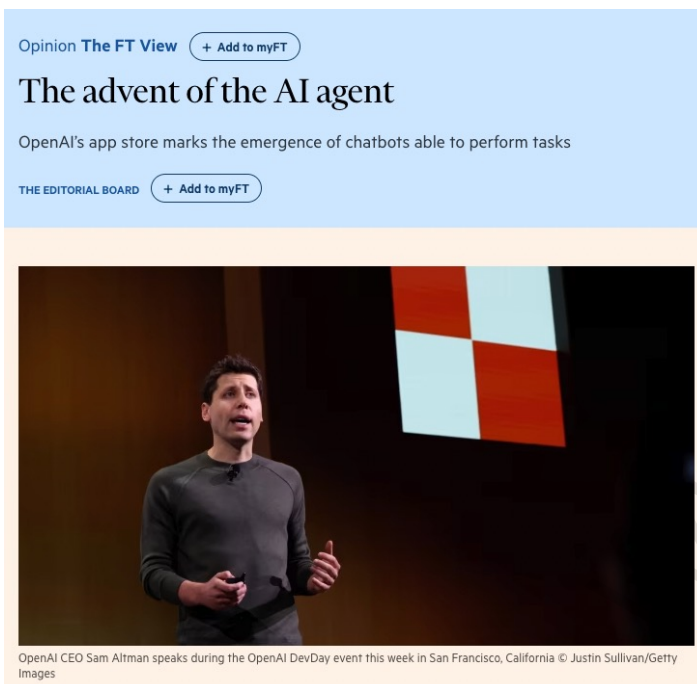 Opinion The FT View + Add to myFT
The advent of the AI agent
OpenAI’s app store marks the emergence of chatbots able to perform tasks
THE EDITORIAL BOARD + Add to myFT
OpenAI CEO Sam Altman speaks during the OpenAI DevDay event this week in San Francisco, California © Justin Sullivan/Getty
Images